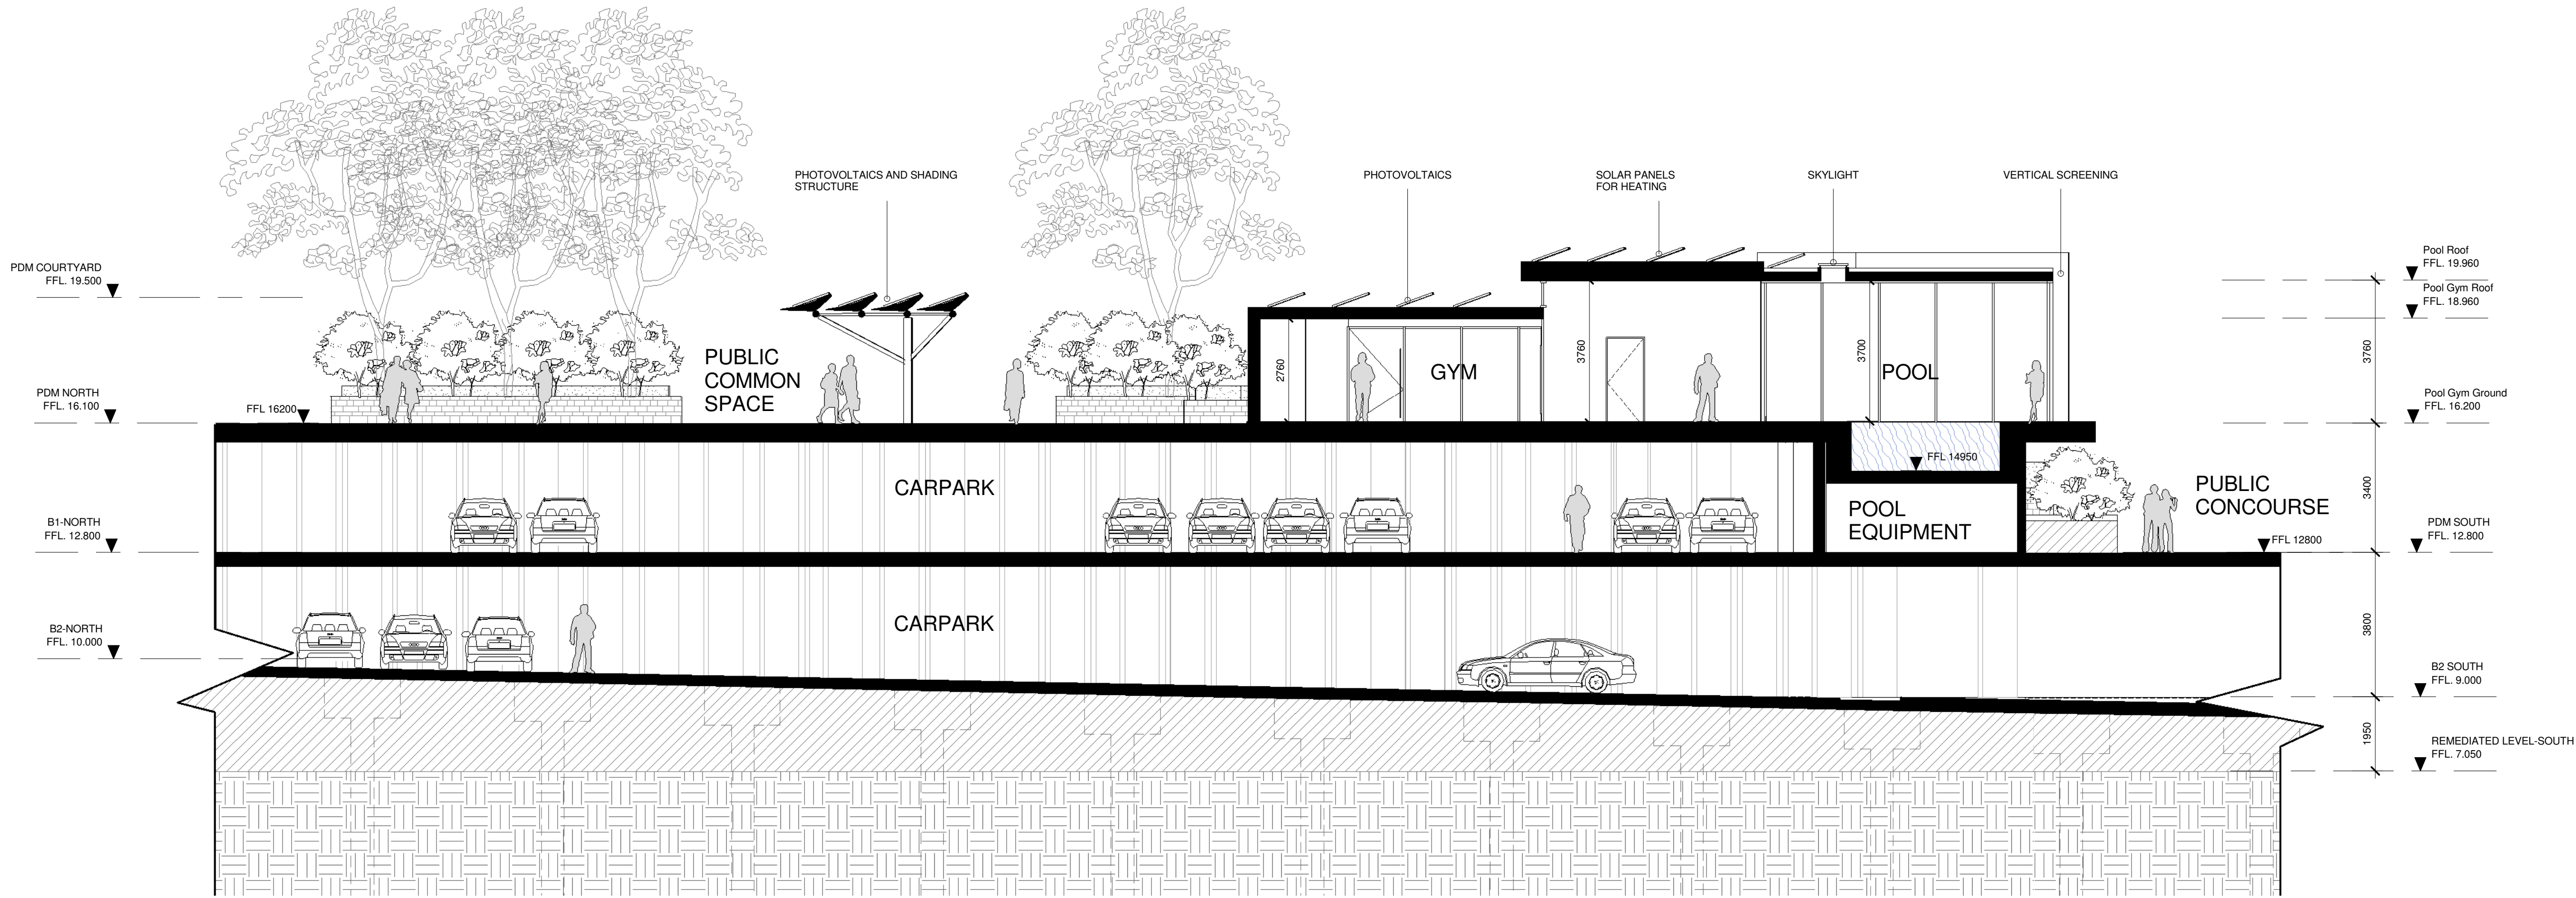 PHOTOVOLTAICS AND SHADING
STRUCTURE
PHOTOVOLTAICS
SOLAR PANELS
FOR HEATING
SKYLIGHT
VERTICAL SCREENING
PDM COURTYARD
FFL. 19.500
PDM NORTH
FFL. 16.100
FFL 16200
B1-NORTH
FFL. 12.800
B2-NORTH
FFL. 10.000
PUBLIC
COMMON
SPACE
2760
GYM
3760
3700
POOL
FFL 14950
CARPARK
POOL
EQUIPMENT
PUBLIC
CONCOURSE
FFL 12800
CARPARK
Pool Roof
FFL. 19.960
Pool Gym Roof
FFL. 18.960
3760
Pool Gym Ground
FFL. 16.200
3400
PDM SOUTH
FFL. 12.800
3800
B2 SOUTH
FFL. 9.000
1950
REMEDIATED LEVEL-SOUTH
FFL. 7.050